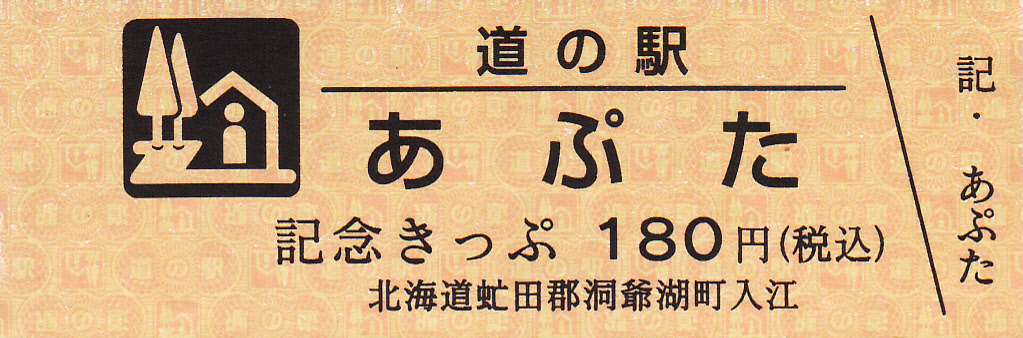 道の駅
あぷた
記念きっぷ 180円(税込)
北海道虻田郡洞爺湖町入江
記・あぷた